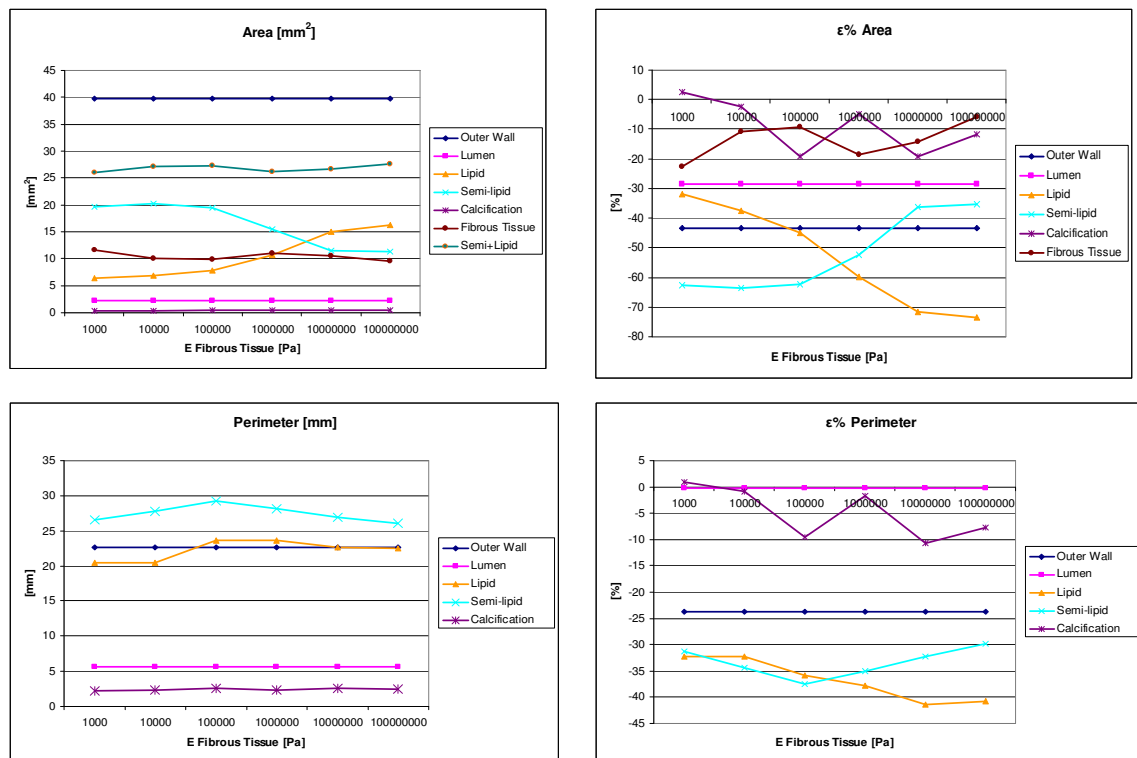 Area [mm2]
45
40
35
30
25
20
15
10
5
0
[mm2]
1000 10000 100000 1000000 10000000 100000000
E Fibrous Tissue [Pa]
Outer Wall
Lumen
Lipid
Semi-lipid
Calcification
Fibrous Tissue
Semi+Lipid
ε% Area
10
0
-10
-20
-30
-40
-50
-60
-70
-80
[%]
1000 10000 100000 1000000 10000000 100000000
E Fibrous Tissue [Pa]
Outer Wall
Lumen
Lipid
Semi-lipid
Calcification
Fibrous Tissue
Perimeter [mm]
35
30
25
20
15
10
5
0
[mm]
1000 10000 100000 1000000 10000000 100000000
E Fibrous Tissue [Pa]
Outer Wall
Lumen
Lipid
Semi-lipid
Calcification
ε% Perimeter
5
0
-5
-10
-15
-20
-25
-30
-35
-40
-45
[%]
1000 10000 100000 1000000 10000000 100000000
E Fibrous Tissue [Pa]
Outer Wall
Lumen
Lipid
Semi-lipid
Calcification